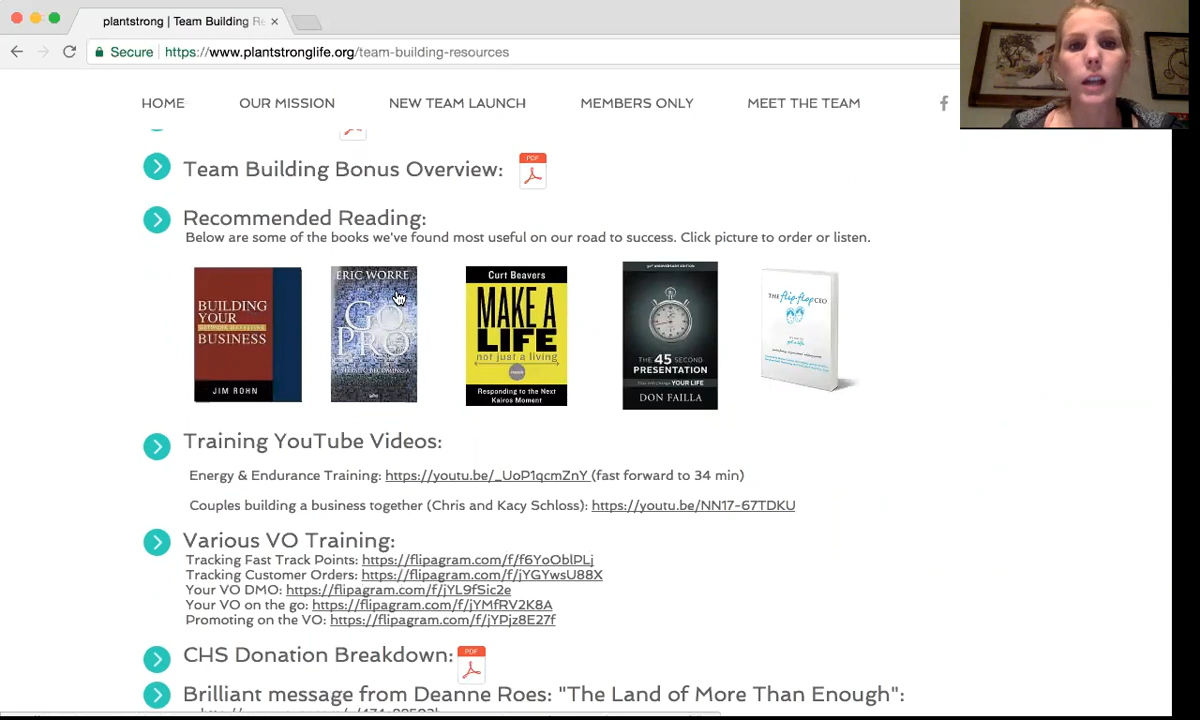 plantstrong | Team Building Re
Secure https://www.plantstronglife.org/team-building-resources
HOME OUR MISSION NEW TEAM LAUNCH MEMBERS ONLY MEET THE TEAM
Team Building Bonus Overview:
PDF
Recommended Reading:
Below are some of the books we've found most useful on our road to success. Click picture to order or listen.
BUILDING
YOUR
NETWORK MARKETING
BUSINESS
JIM ROHN
ERIC WORRE
GO
PRO
Curt Beavers
MAKE A
LIFE
not just a living
Responding to the Next
Kairos Moment
THE 45 SECOND
PRESENTATION
YOUR LIFE
DON FAILLA
THE flip-flop CEO
Training YouTube Videos:
Energy & Endurance Training: https://youtu.be/_UoP1qcmZnY (fast forward to 34 min)
Couples building a business together (Chris and Kacy Schloss): https://youtu.be/NN17-67TDKU
Various VO Training:
Tracking Fast Track Points: https://flipagram.com/f/f6YoOblPLj
Tracking Customer Orders: https://flipagram.com/f/jYGYwsU88X
Your VO DMO: https://flipagram.com/f/jYL9fSic2e
Your VO on the go: https://flipagram.com/f/jYMfRV2K8A
Promoting on the VO: https://flipagram.com/f/jYPjz8E27f
CHS Donation Breakdown:
PDF
Brilliant message from Deanne Roes: "The Land of More Than Enough":